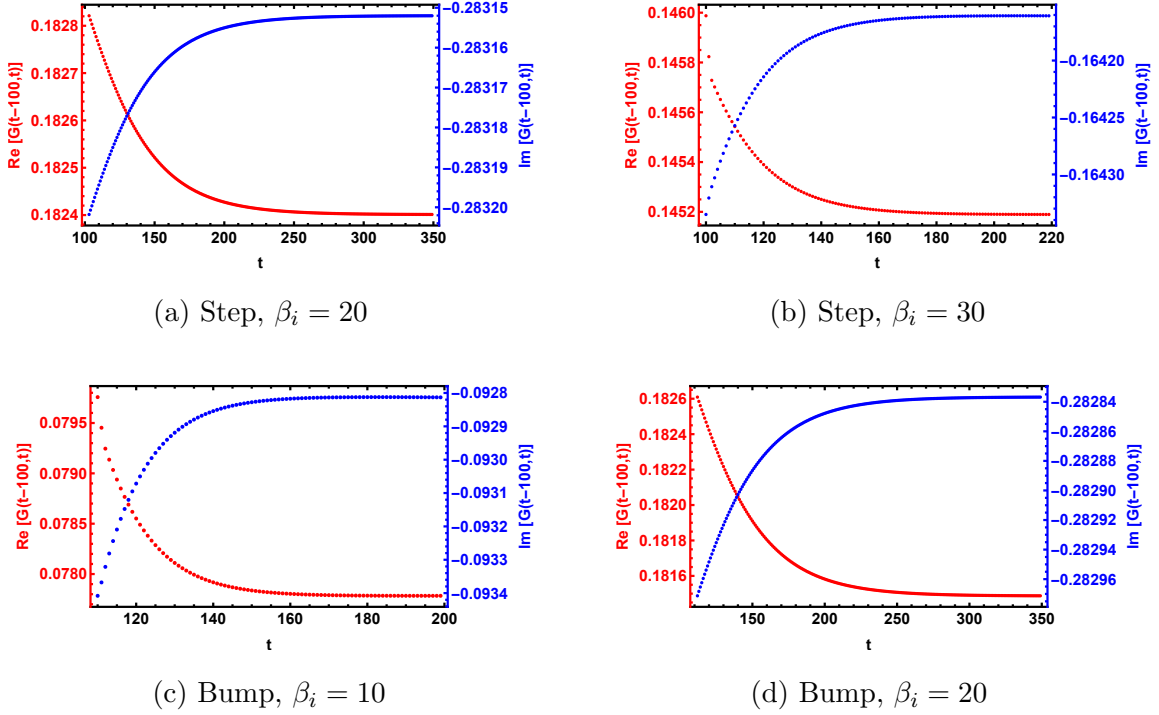 Re [G(t−100,t)]
0.1828
0.1827
0.1826
0.1825
0.1824
100 150 200 250 300 350
t
−0.28315
−0.28316
−0.28317
−0.28318
−0.28319
−0.28320
Im [G(t−100,t)]
(a) Step, βi = 20
Re [G(t−100,t)]
0.1460
0.1458
0.1456
0.1454
0.1452
100 120 140 160 180 200 220
t
−0.16420
−0.16425
−0.16430
Im [G(t−100,t)]
(b) Step, βi = 30
Re [G(t−100,t)]
0.0795
0.0790
0.0785
0.0780
120 140 160 180 200
t
−0.0928
−0.0929
−0.0930
−0.0931
−0.0932
−0.0933
−0.0934
Im [G(t−100,t)]
(c) Bump, βi = 10
Re [G(t−100,t)]
0.1826
0.1824
0.1822
0.1820
0.1818
0.1816
150 200 250 300 350
t
−0.28284
−0.28286
−0.28288
−0.28290
−0.28292
−0.28294
−0.28296
Im [G(t−100,t)]
(d) Bump, βi = 20